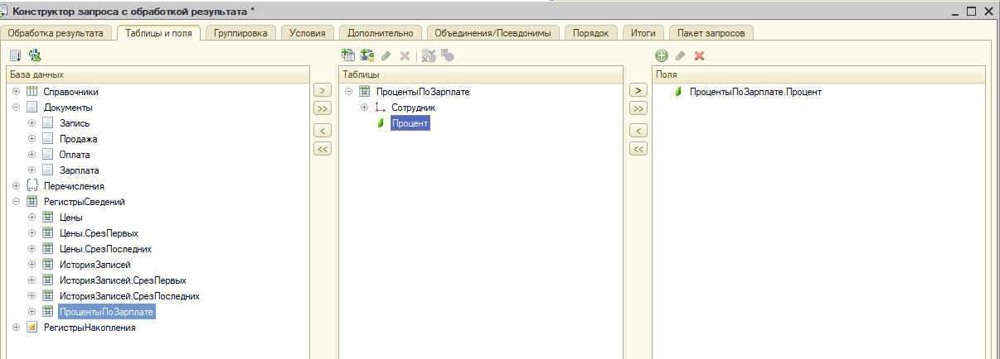 Конструктор запроса с обработкой результата *
Обработка результата
Таблицы и поля
Группировка
Условия
Дополнительно
Объединения/Псевдонимы
Порядок
Итоги
Пакет запросов
База данных
Справочники
Документы
Запись
Продажа
Оплата
Зарплата
Перечисления
РегистрыСведений
Цены
Цены.СрезПервых
Цены.СрезПоследних
ИсторияЗаписей
ИсторияЗаписей.СрезПервых
ИсторияЗаписей.СрезПоследних
ПроцентыПоЗарплате
РегистрыНакопления
>
>>
<
<<
Таблицы
ПроцентыПоЗарплате
Сотрудник
Процент
>
>>
<
<<
Поля
ПроцентыПоЗарплате.Процент